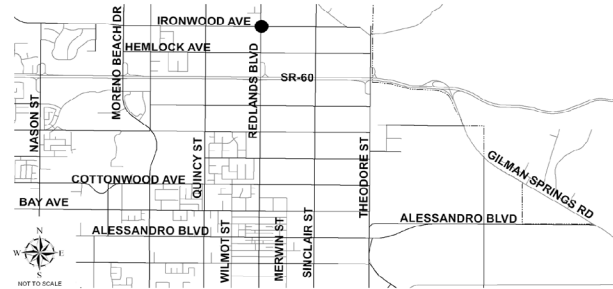 IRONWOOD AVE
MORENO BEACH DR
HEMLOCK AVE
REDLANDS BLVD
SR-60
NASON ST
QUINCY ST
THEODORE ST
GILMAN SPRINGS RD
COTTONWOOD AVE
BAY AVE
ALESSANDRO BLVD
ALESSANDRO BLVD
WILMOT ST
MERWIN ST
SINCLAIR ST
N
W E
S
NOT TO SCALE